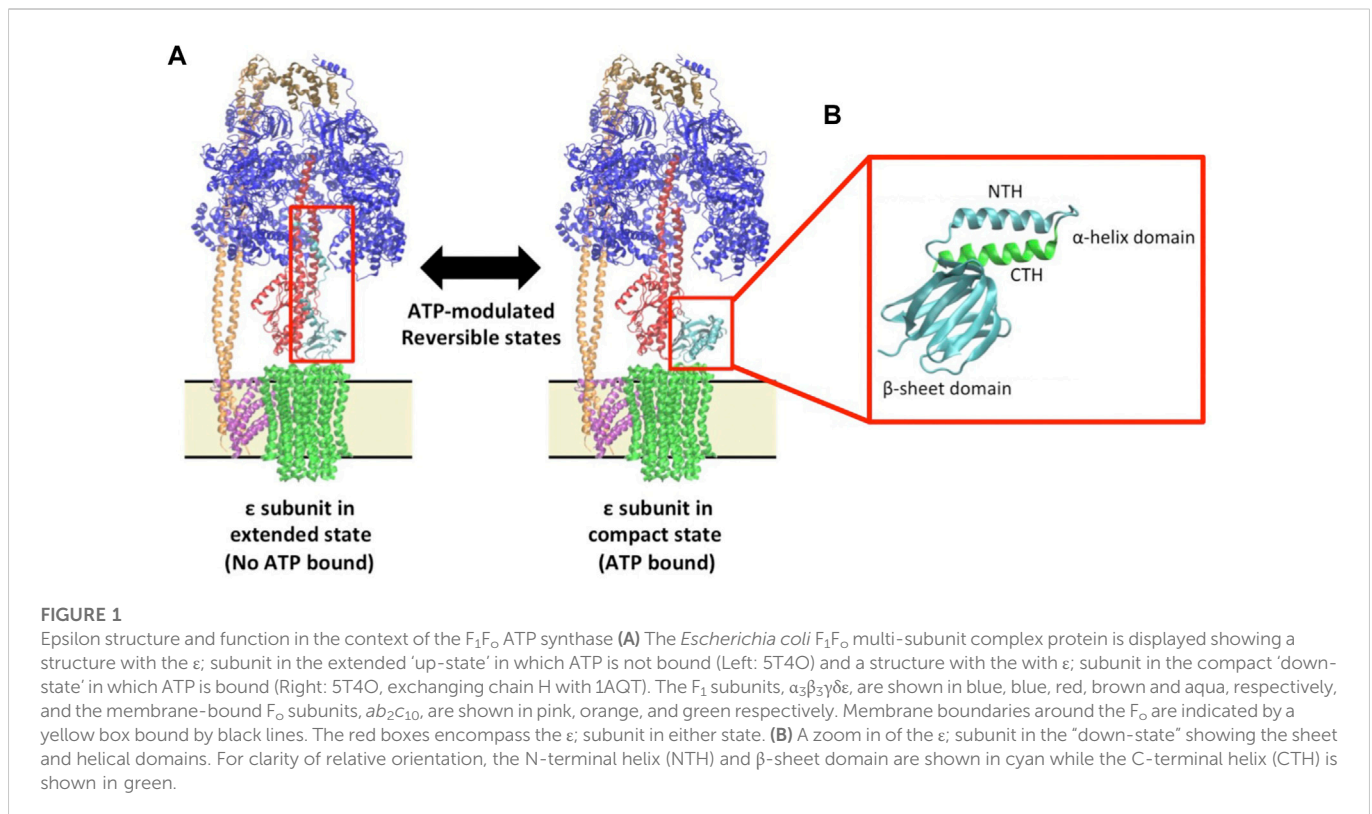 A
B
NTH
α-helix domain
CTH
β-sheet domain
ATP-modulated
Reversible states
ε subunit in
extended state
(No ATP bound)
ε subunit in
compact state
(ATP bound)
FIGURE 1
Epsilon structure and function in the context of the F₁Fₒ ATP synthase (A) The Escherichia coli F₁Fₒ multi-subunit complex protein is displayed showing a
structure with the ε; subunit in the extended ‘up-state’ in which ATP is not bound (Left: 5T4O) and a structure with the with ε; subunit in the compact ‘down-
state’ in which ATP is bound (Right: 5T4O, exchanging chain H with 1AQT). The F₁ subunits, α₃β₃γδε, are shown in blue, blue, red, brown and aqua, respectively,
and the membrane-bound Fₒ subunits, ab₂c₁₀, are shown in pink, orange, and green respectively. Membrane boundaries around the Fₒ are indicated by a
yellow box bound by black lines. The red boxes encompass the ε; subunit in either state. (B) A zoom in of the ε; subunit in the “down-state” showing the sheet
and helical domains. For clarity of relative orientation, the N-terminal helix (NTH) and β-sheet domain are shown in cyan while the C-terminal helix (CTH) is
shown in green.